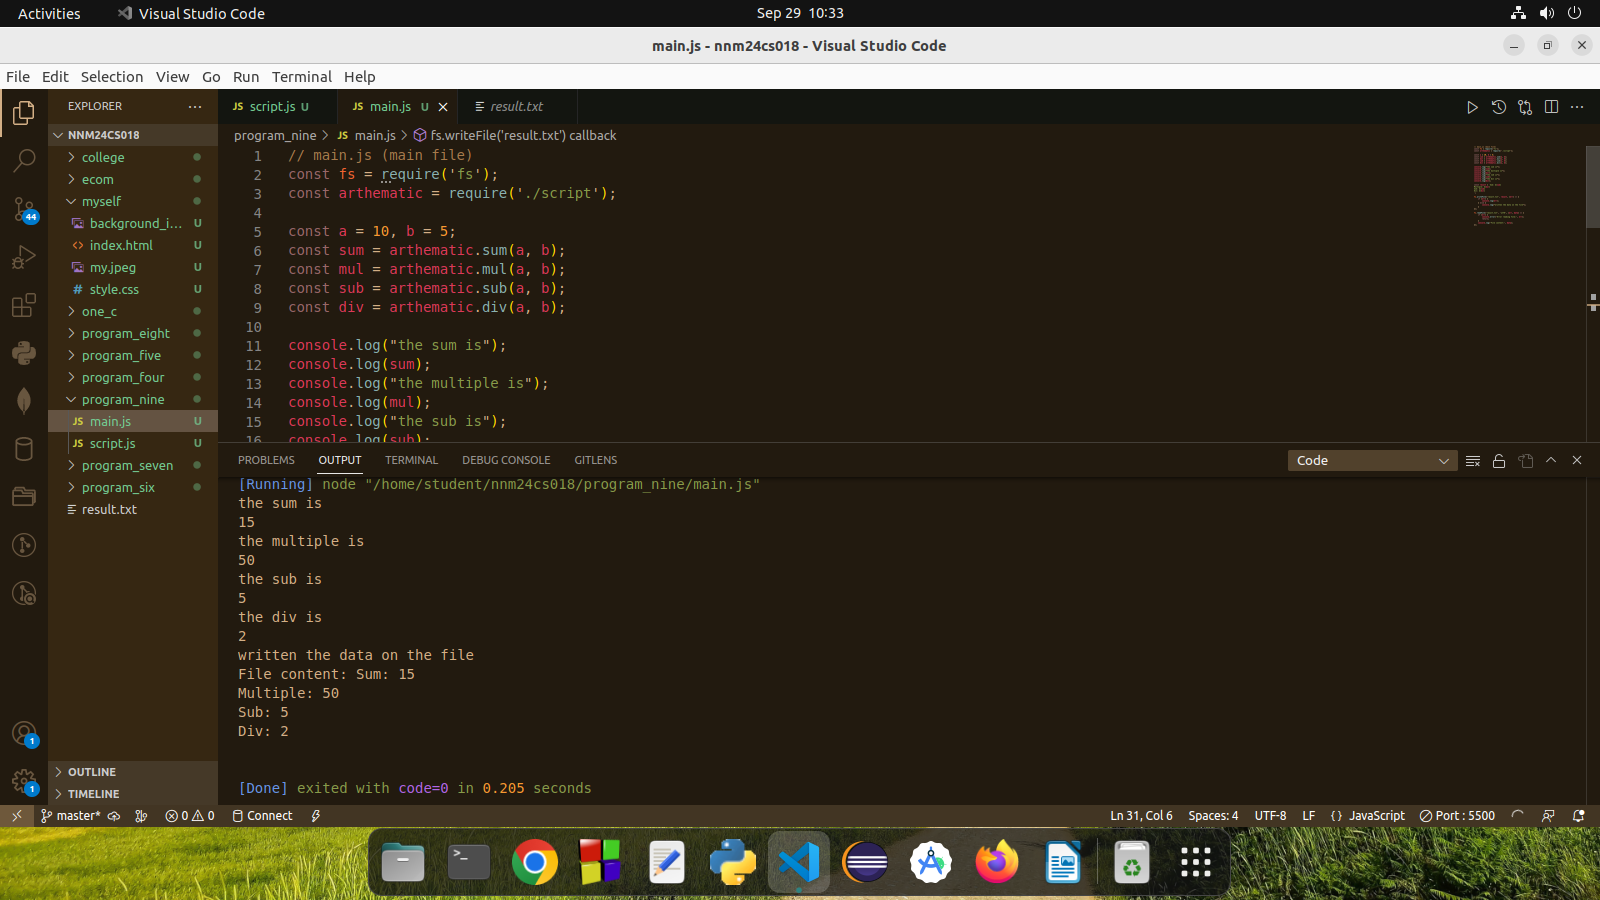 Activities
Visual Studio Code
Sep 29 10:33
main.js - nnm24cs018 - Visual Studio Code
File Edit Selection View Go Run Terminal Help
EXPLORER
NNM24CS018
college
ecom
myself
background_i... U
index.html U
my.jpeg U
style.css U
one_c
program_eight
program_five
program_four
program_nine
JS main.js U
JS script.js U
program_seven
program_six
result.txt
OUTLINE
TIMELINE
44
1
1
JS script.js U
JS main.js U
result.txt
program_nine > JS main.js > fs.writeFile('result.txt') callback
1 // main.js (main file)
2 const fs = require('fs');
3 const arthematic = require('./script');
4
5 const a = 10, b = 5;
6 const sum = arthematic.sum(a, b);
7 const mul = arthematic.mul(a, b);
8 const sub = arthematic.sub(a, b);
9 const div = arthematic.div(a, b);
10
11 console.log("the sum is");
12 console.log(sum);
13 console.log("the multiple is");
14 console.log(mul);
15 console.log("the sub is");
16 console.log(sub);
PROBLEMS OUTPUT TERMINAL DEBUG CONSOLE GITLENS
Code
[Running] node "/home/student/nnm24cs018/program_nine/main.js"
the sum is
15
the multiple is
50
the sub is
5
the div is
2
written the data on the file
File content: Sum: 15
Multiple: 50
Sub: 5
Div: 2
[Done] exited with code=0 in 0.205 seconds
master* 0 0 Connect
Ln 31, Col 6 Spaces: 4 UTF-8 LF {} JavaScript Port : 5500